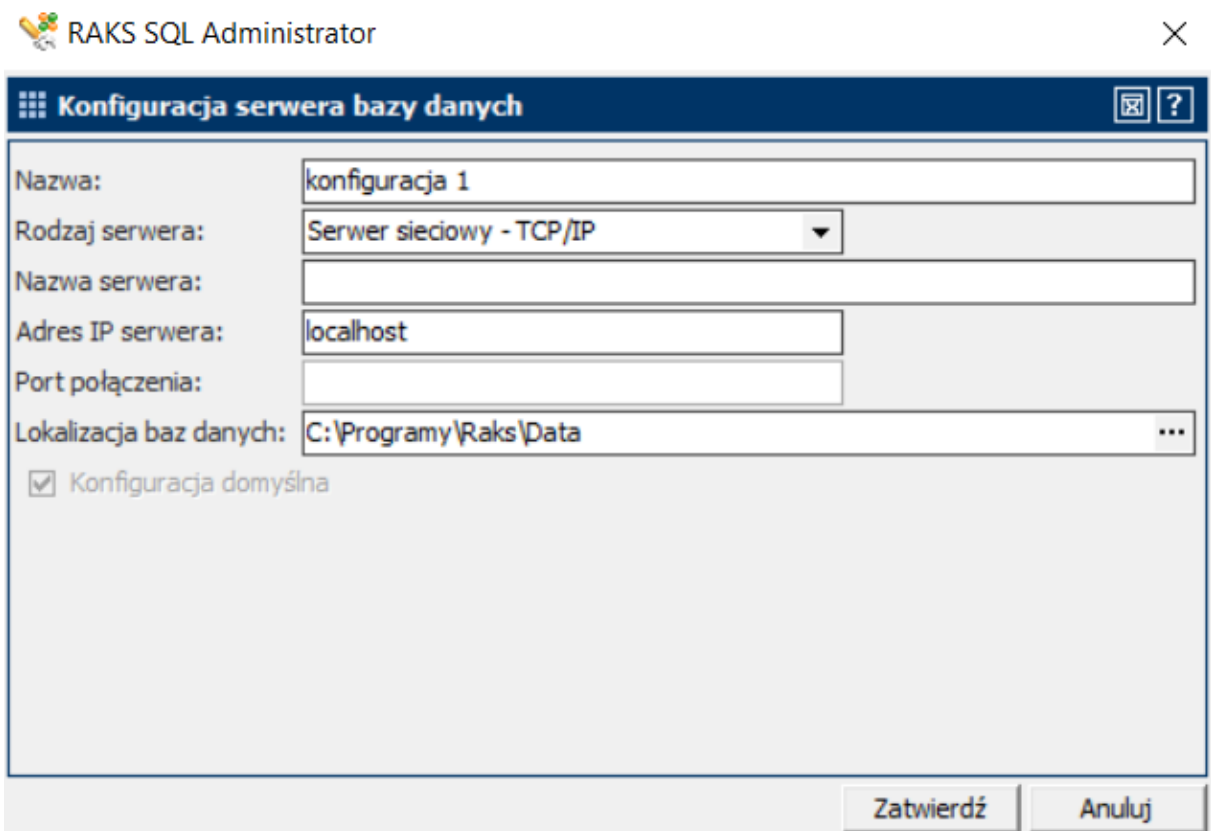 RAKS SQL Administrator
Konfiguracja serwera bazy danych
?
Nazwa: konfiguracja 1
Rodzaj serwera: Serwer sieciowy - TCP/IP
Nazwa serwera:
Adres IP serwera: localhost
Port połączenia:
Lokalizacja baz danych: C:\Programy\Raks\Data ...
Konfiguracja domyślna
Zatwierdź Anuluj